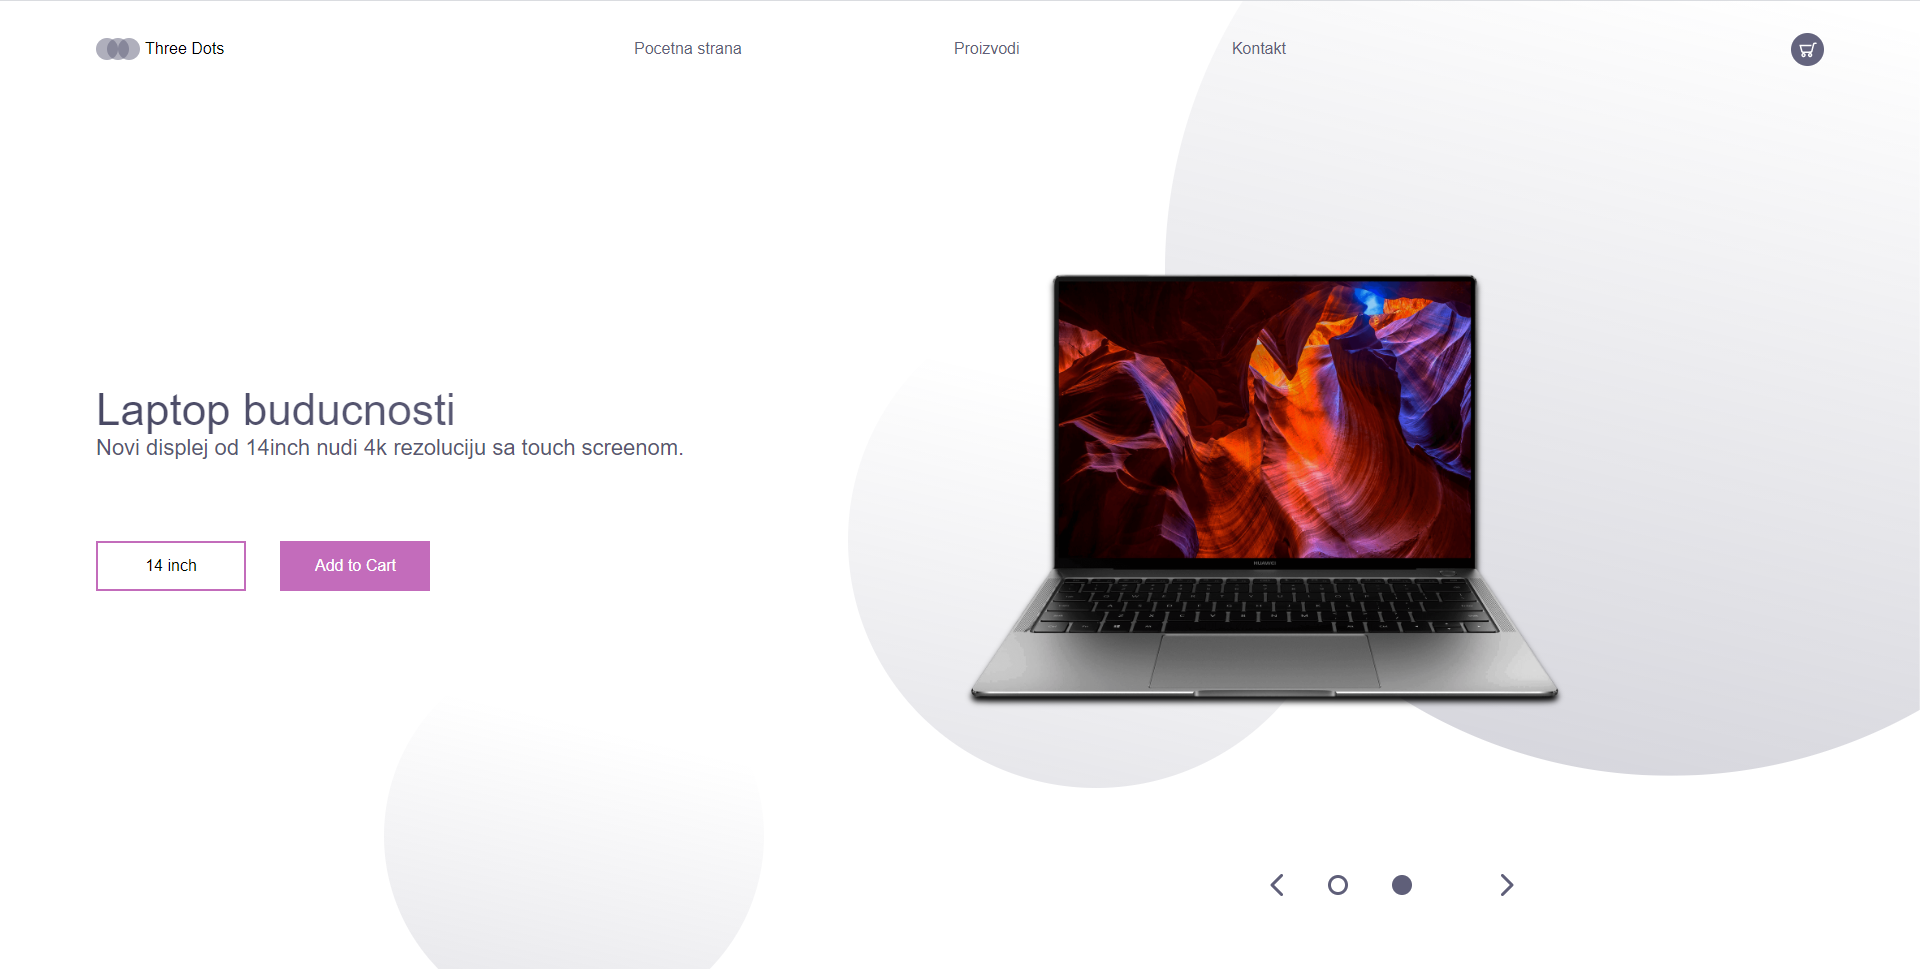 Three Dots
Pocetna strana
Proizvodi
Kontakt
Laptop buducnosti
Novi displej od 14inch nudi 4k rezoluciju sa touch screenom.
14 inch
Add to Cart
HUAWEI